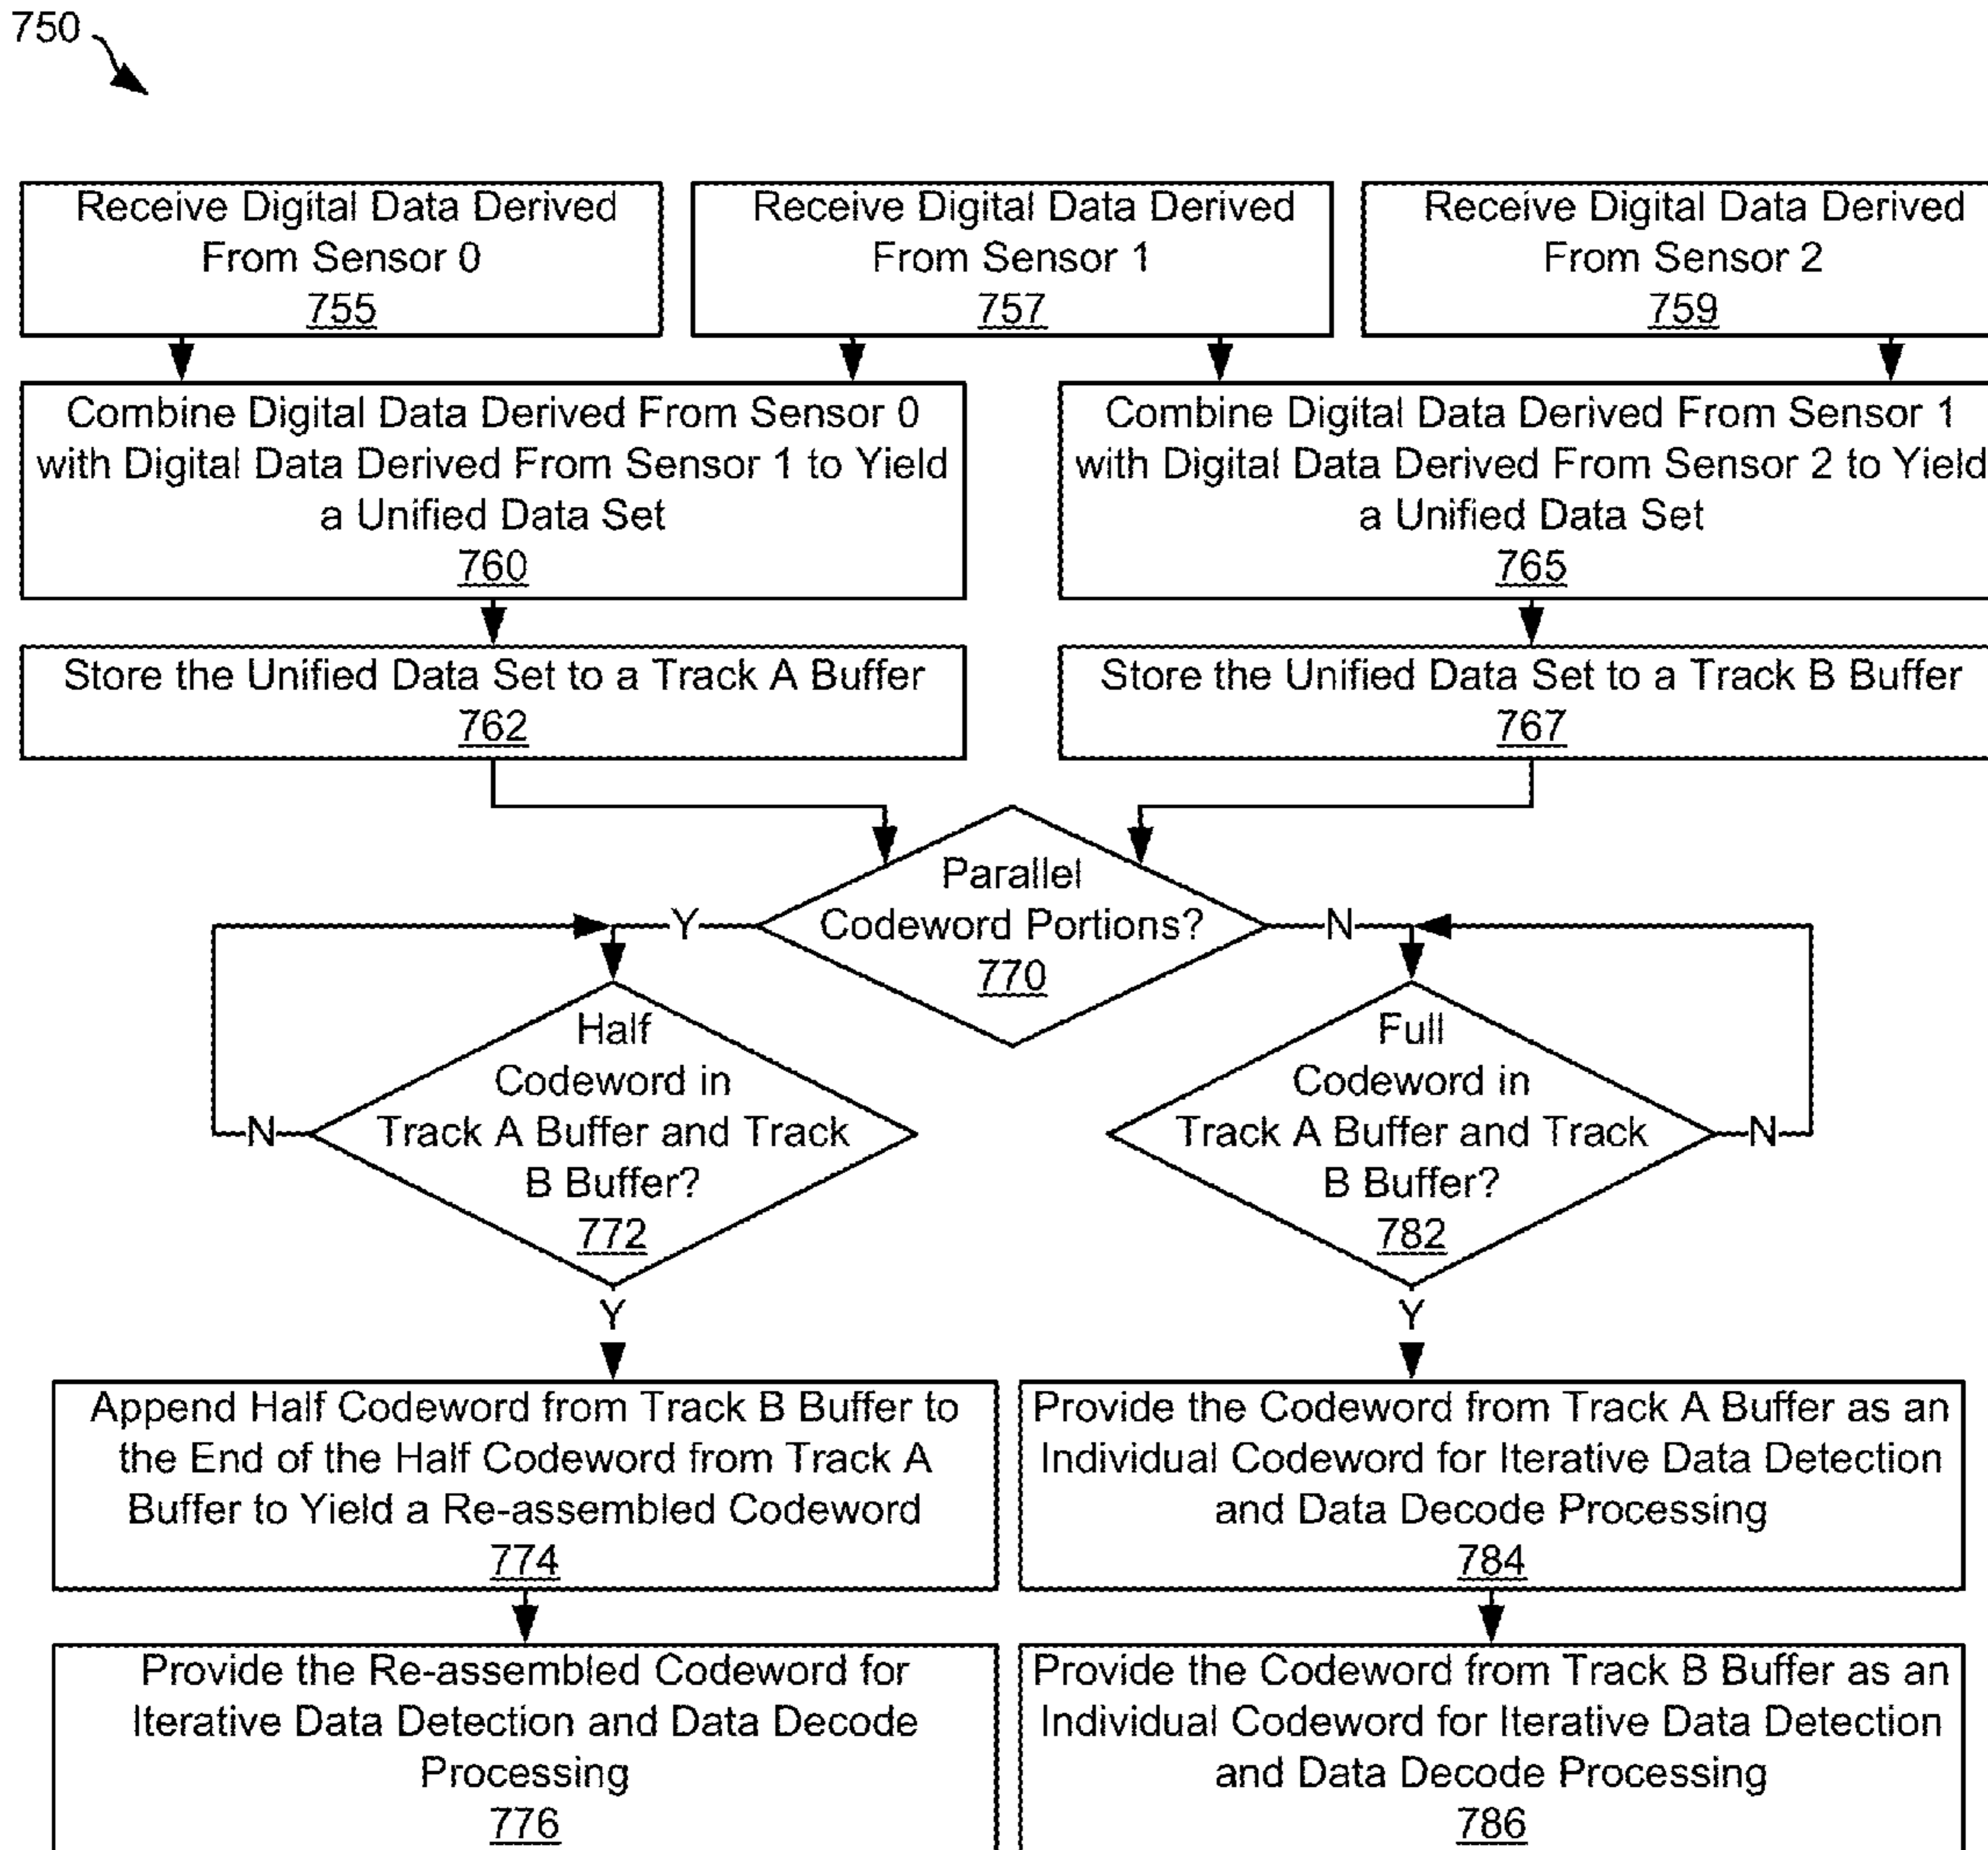 750
Receive Digital Data Derived
From Sensor 0
755
Receive Digital Data Derived
From Sensor 1
757
Receive Digital Data Derived
From Sensor 2
759
Combine Digital Data Derived From Sensor 0
with Digital Data Derived From Sensor 1 to Yield
a Unified Data Set
760
Combine Digital Data Derived From Sensor 1
with Digital Data Derived From Sensor 2 to Yield
a Unified Data Set
765
Store the Unified Data Set to a Track A Buffer
762
Store the Unified Data Set to a Track B Buffer
767
Parallel
Codeword Portions?
770
Y
N
Half
Codeword in
Track A Buffer and Track
B Buffer?
772
N
Y
Full
Codeword in
Track A Buffer and Track
B Buffer?
782
N
Y
Append Half Codeword from Track B Buffer to
the End of the Half Codeword from Track A
Buffer to Yield a Re-assembled Codeword
774
Provide the Codeword from Track A Buffer as an
Individual Codeword for Iterative Data Detection
and Data Decode Processing
784
Provide the Re-assembled Codeword for
Iterative Data Detection and Data Decode
Processing
776
Provide the Codeword from Track B Buffer as an
Individual Codeword for Iterative Data Detection
and Data Decode Processing
786